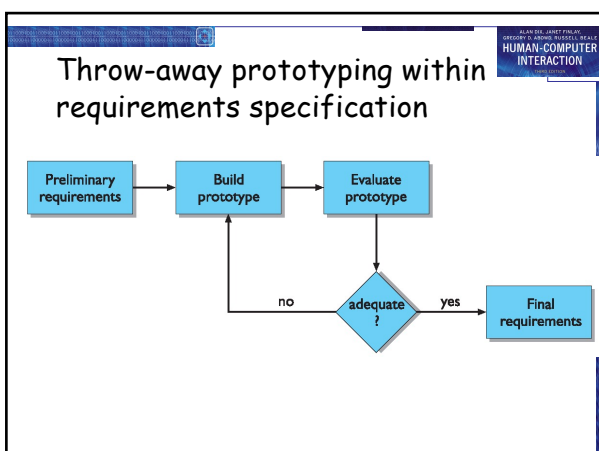 ALAN DIX, JANET FINLAY,
GREGORY D. ABOWD, RUSSELL BEALE
HUMAN-COMPUTER
INTERACTION
THIRD EDITION
Throw-away prototyping within
requirements specification
Preliminary
requirements
Build
prototype
Evaluate
prototype
no
adequate
?
yes
Final
requirements